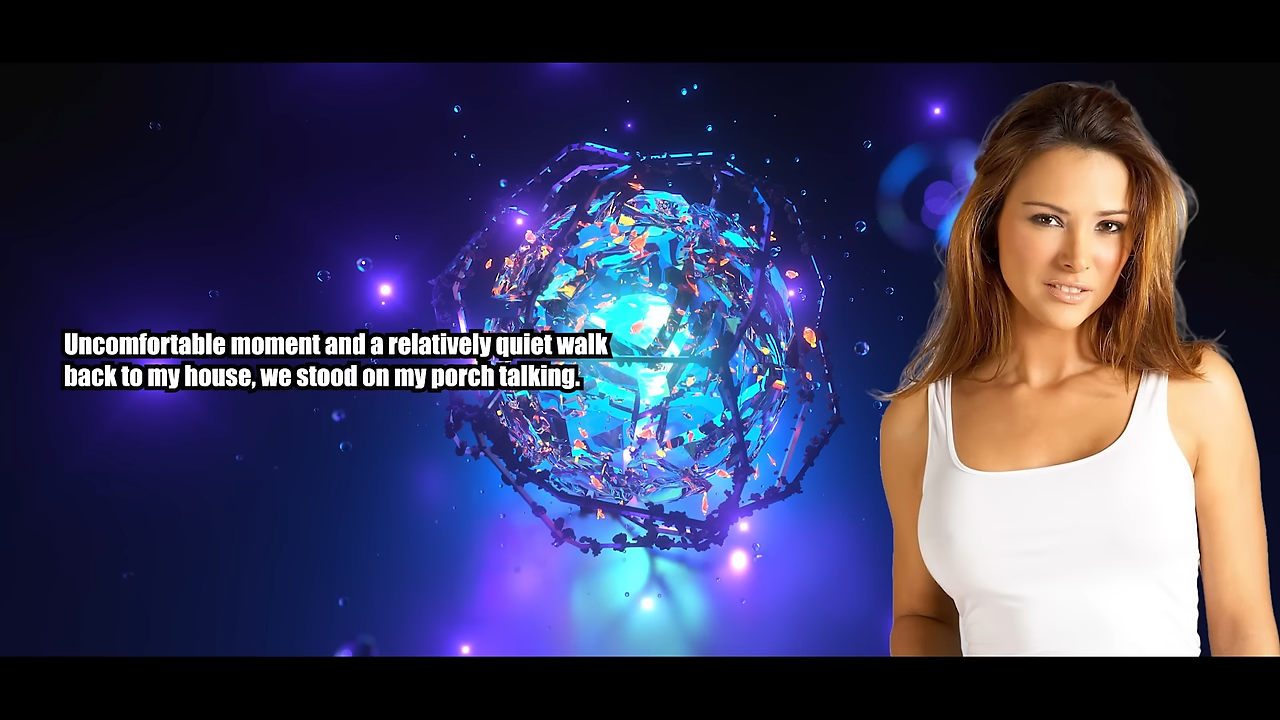 Uncomfortable moment and a relatively quiet walk
back to my house, we stood on my porch talking.